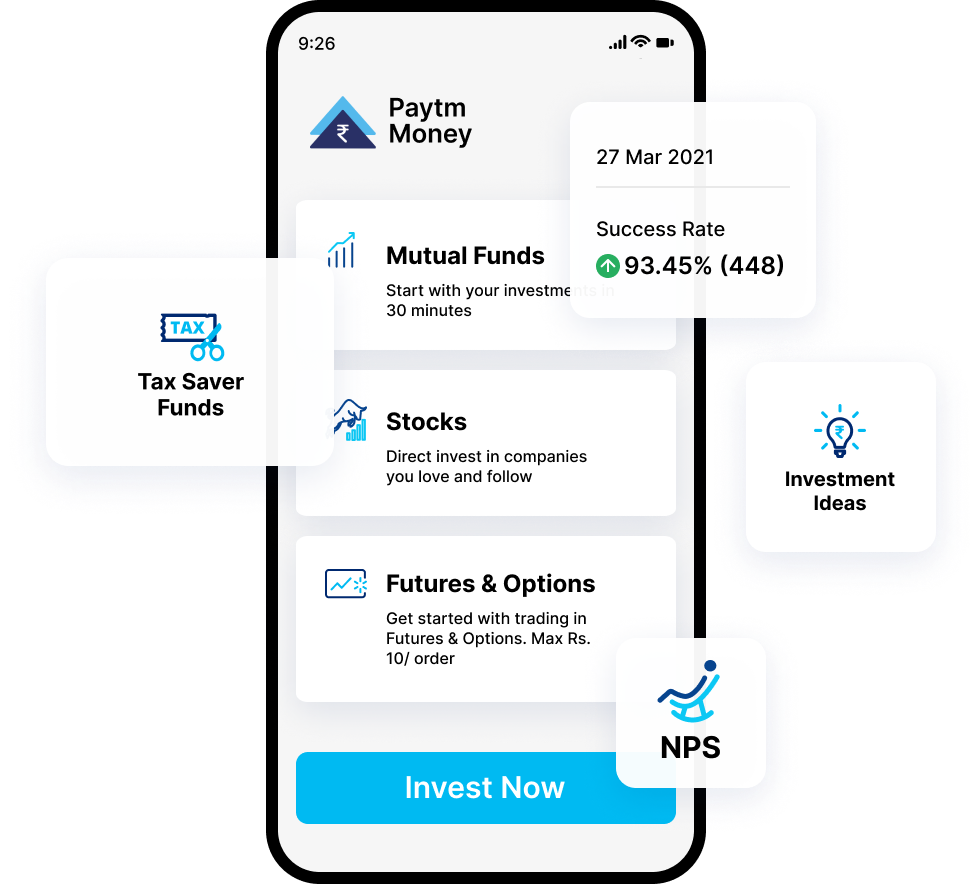 9:26
₹
Paytm
Money
27 Mar 2021
Success Rate
93.45% (448)
Mutual Funds
Start with your investments in
30 minutes
TAX
Tax Saver
Funds
Stocks
Direct invest in companies
you love and follow
₹
Investment
Ideas
Futures & Options
Get started with trading in
Futures & Options. Max Rs.
10/ order
NPS
Invest Now